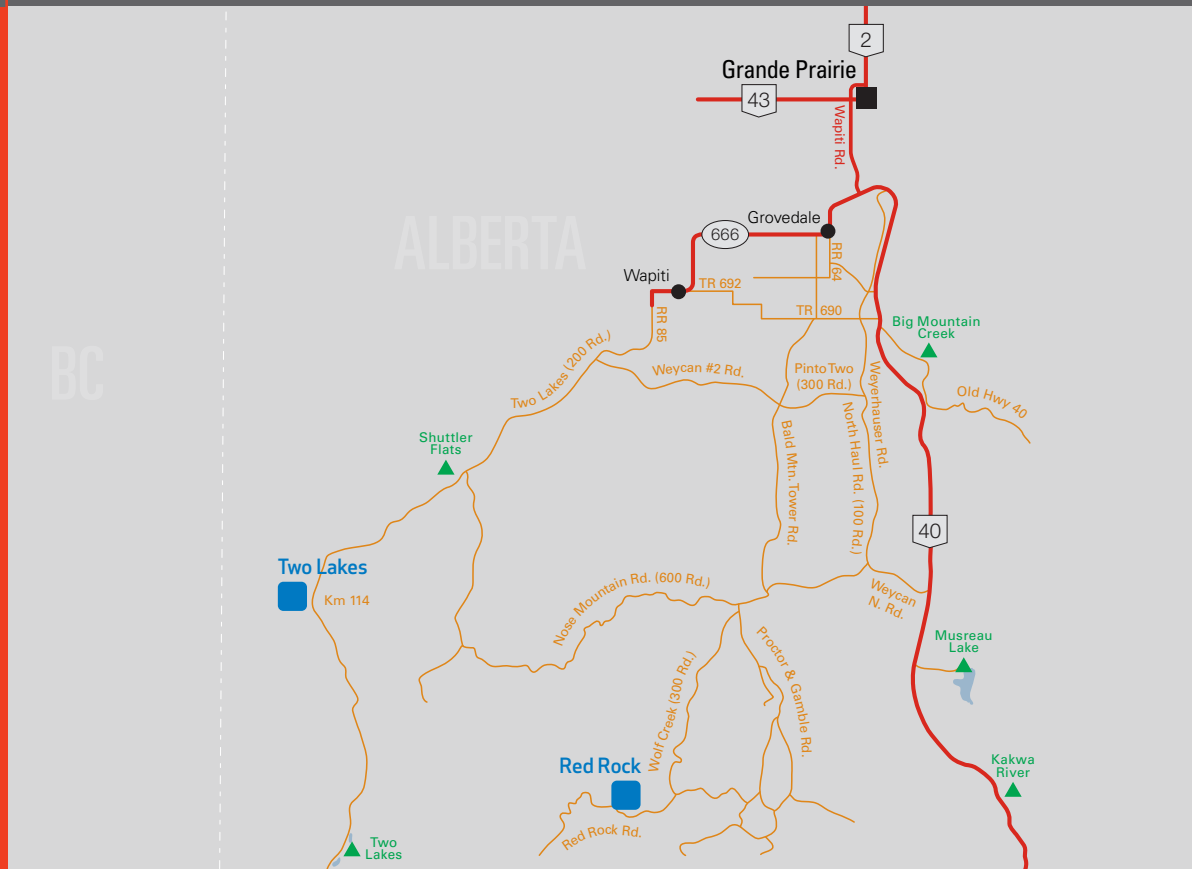 2
Grande Prairie
43
Wapiti Rd.
ALBERTA
Grovedale
666
RR 64
Wapiti
TR 692
TR 690
RR 85
Big Mountain
Creek
BC
Two Lakes (200 Rd.)
Weycan #2 Rd.
Pinto Two
(300 Rd.)
Weyerhauser Rd.
Old Hwy 40
Shuttler
Flats
Bald Mtn. Tower Rd.
North Haul Rd. (100 Rd.)
40
Two Lakes
Km 114
Nose Mountain Rd. (600 Rd.)
Weycan
N. Rd.
Musreau
Lake
Proctor & Gamble Rd.
Wolf Creek (300 Rd.)
Red Rock
Kakwa
River
Red Rock Rd.
Two
Lakes